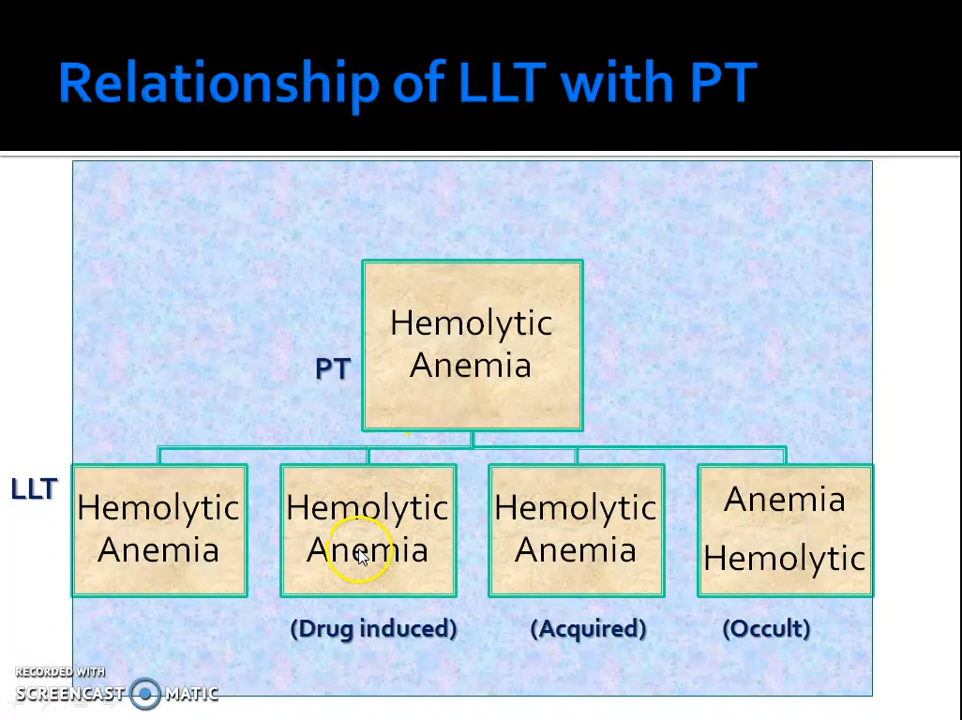 Relationship of LLT with PT
Hemolytic
Anemia
PT
LLT
Hemolytic
Anemia
Hemolytic
Anemia
Hemolytic
Anemia
Anemia
Hemolytic
(Drug induced)
(Acquired)
(Occult)
RECORDED WITH
SCREENCAST MATIC